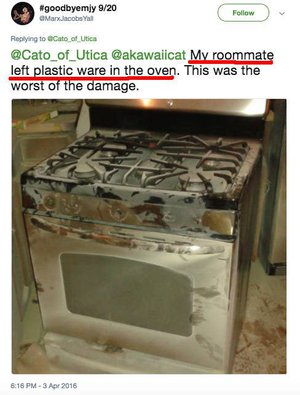 #goodbyemjy 9/20
@MarxJacobsYall
Follow
Replying to @Cato_of_Utica
@Cato_of_Utica @akawaiicat My roommate
left plastic ware in the oven. This was the
worst of the damage.
6:16 PM - 3 Apr 2016